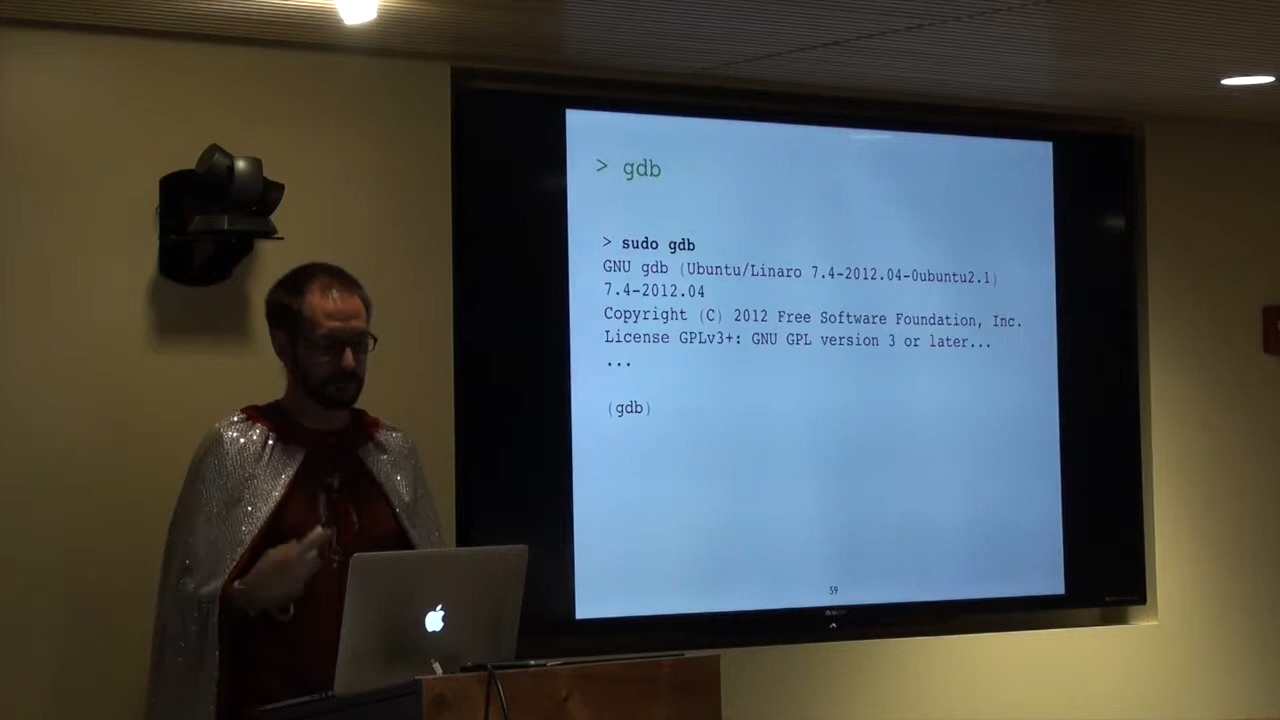 > gdb
> sudo gdb
GNU gdb (Ubuntu/Linaro 7.4-2012.04-0ubuntu2.1)
7.4-2012.04
Copyright (C) 2012 Free Software Foundation, Inc.
License GPLv3+: GNU GPL version 3 or later...
...
(gdb)
59